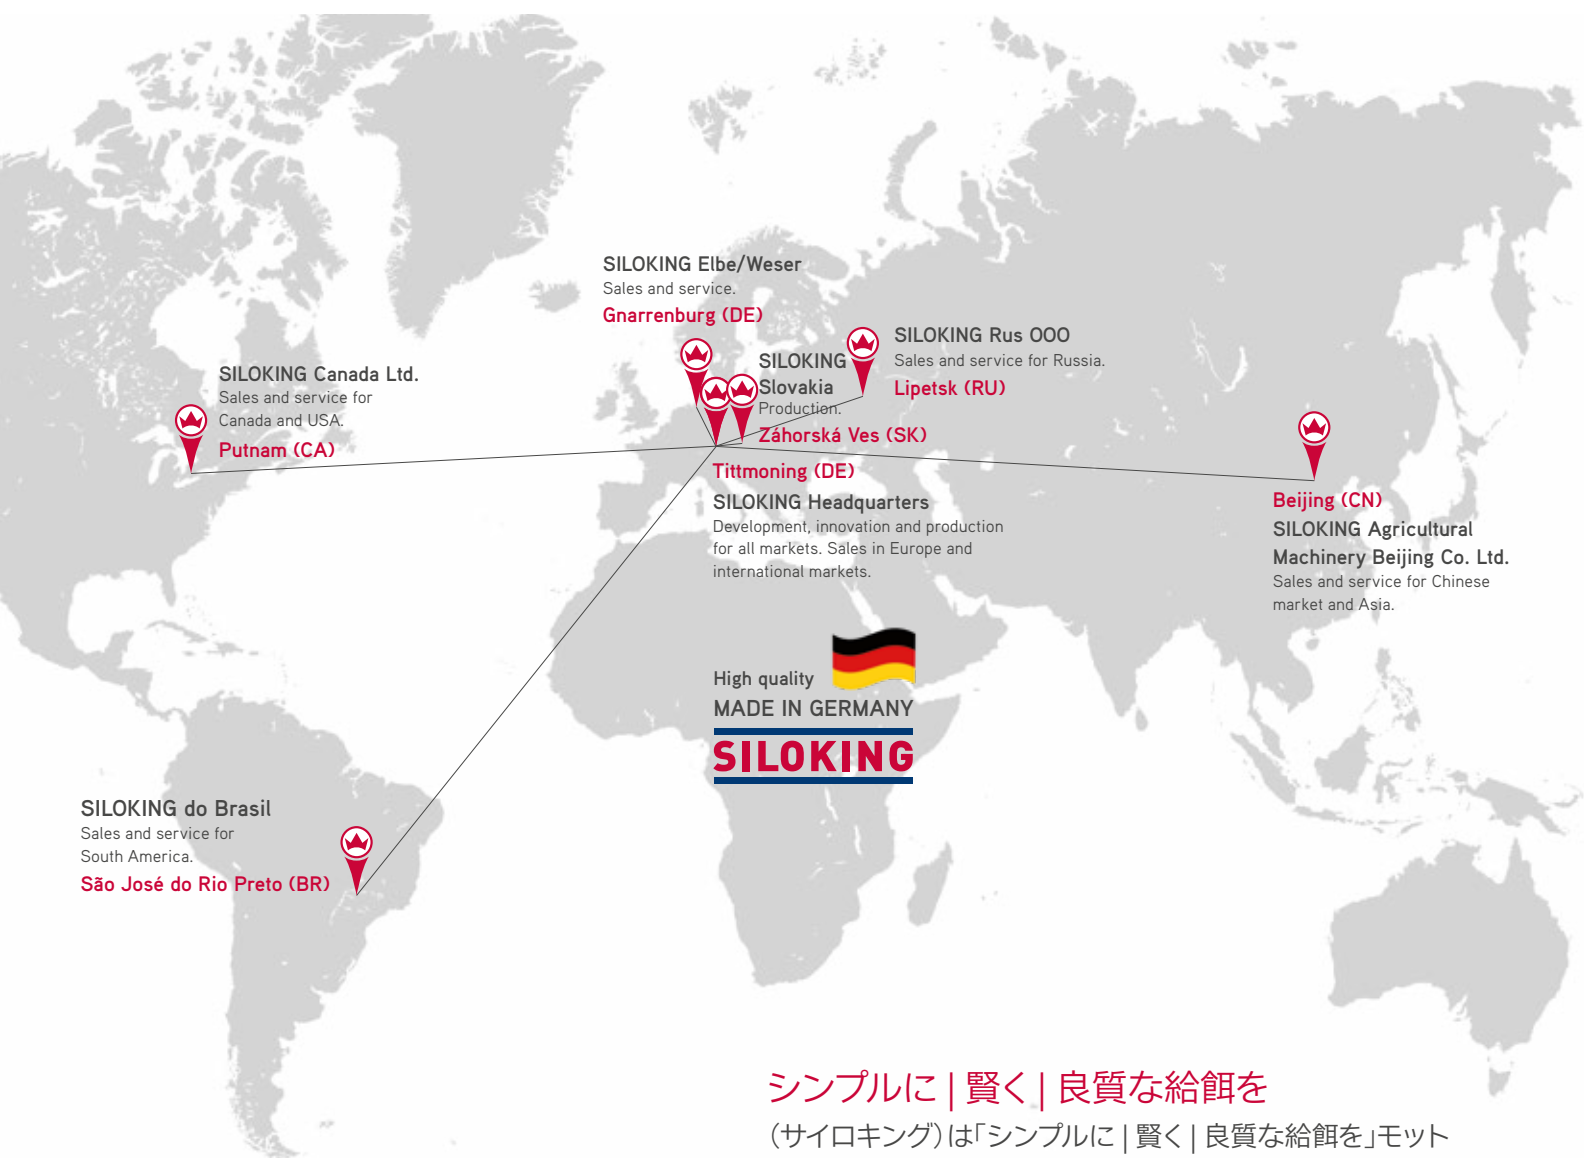 SILOKING Elbe/Weser
Sales and service.
Gnarrenburg (DE)
SILOKING Rus OOO
Sales and service for Russia.
Lipetsk (RU)
SILOKING
Slovakia
Production.
Záhorská Ves (SK)
SILOKING Canada Ltd.
Sales and service for
Canada and USA.
Putnam (CA)
Tittmoning (DE)
SILOKING Headquarters
Development, innovation and production
for all markets. Sales in Europe and
international markets.
Beijing (CN)
SILOKING Agricultural
Machinery Beijing Co. Ltd.
Sales and service for Chinese
market and Asia.
High quality
MADE IN GERMANY
SILOKING
SILOKING do Brasil
Sales and service for
South America.
São José do Rio Preto (BR)
シンプルに | 賢く | 良質な給餌を
（サイロキング）は「シンプルに | 賢く | 良質な給餌を」モット